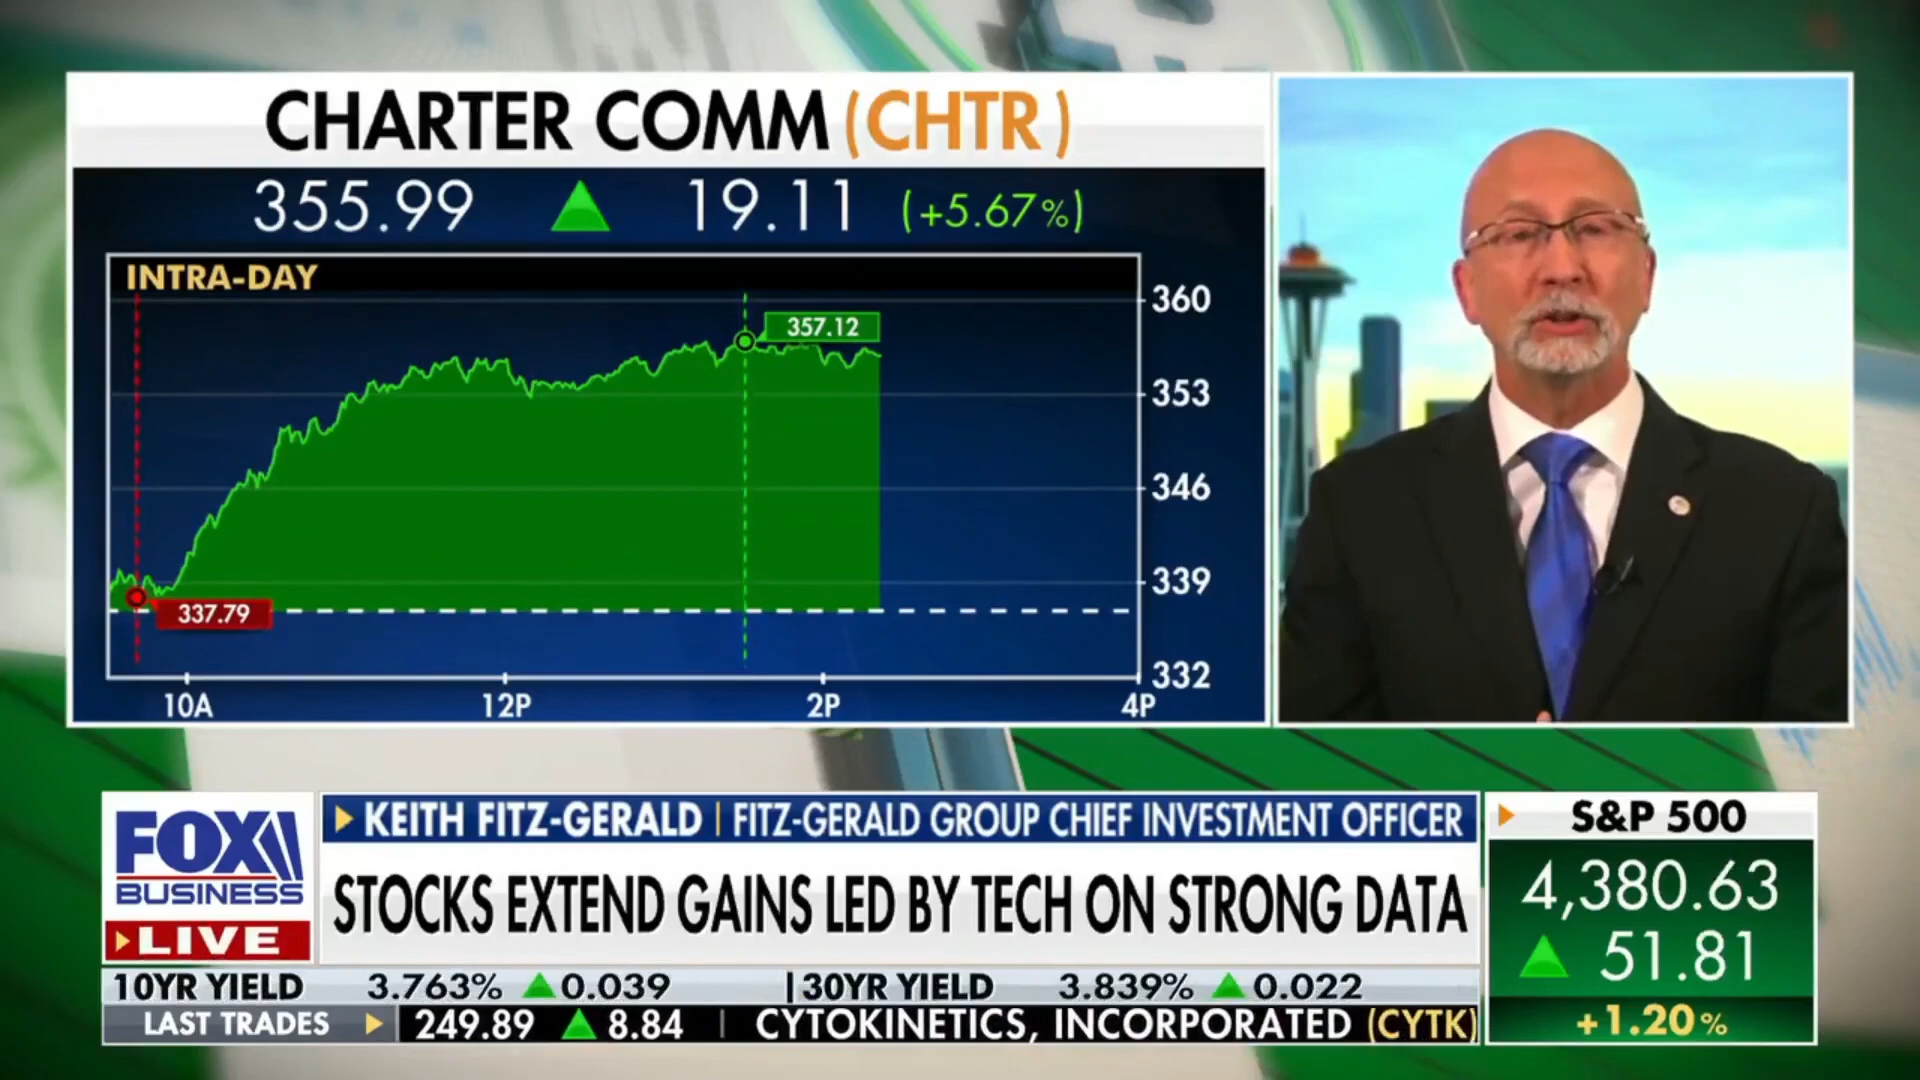 CHARTER COMM (CHTR)
355.99 ▲ 19.11 (+5.67%)
INTRA-DAY
360
357.12
353
346
339
337.79
332
10A 12P 2P 4P
KEITH FITZ-GERALD | FITZ-GERALD GROUP CHIEF INVESTMENT OFFICER
STOCKS EXTEND GAINS LED BY TECH ON STRONG DATA
FOX
BUSINESS
LIVE
S&P 500
4,380.63
▲ 51.81
+1.20%
10YR YIELD 3.763% ▲ 0.039 | 30YR YIELD 3.839% ▲ 0.022
LAST TRADES 249.89 ▲ 8.84 | CYTOKINETICS, INCORPORATED (CYTK)